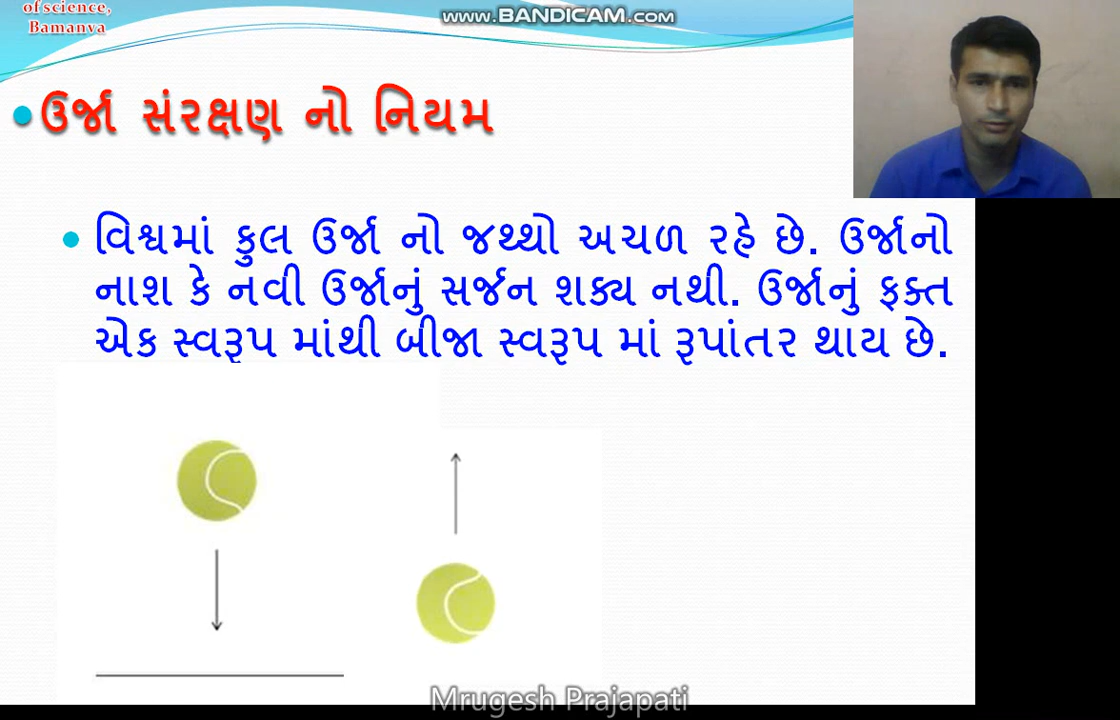 of science,
Bamanva
WWW.BANDICAM.COM
ઉર્જા સંરક્ષણ નો નિયમ
વિશ્વમાં કુલ ઉર્જા નો જથ્થો અચળ રહે છે. ઉર્જાનો
નાશ કે નવી ઉર્જાનું સર્જન શક્ય નથી. ઉર્જાનું ફક્ત
એક સ્વરૂપ માંથી બીજા સ્વરૂપ માં રૂપાંતર થાય છે.
Mrugesh Prajapati